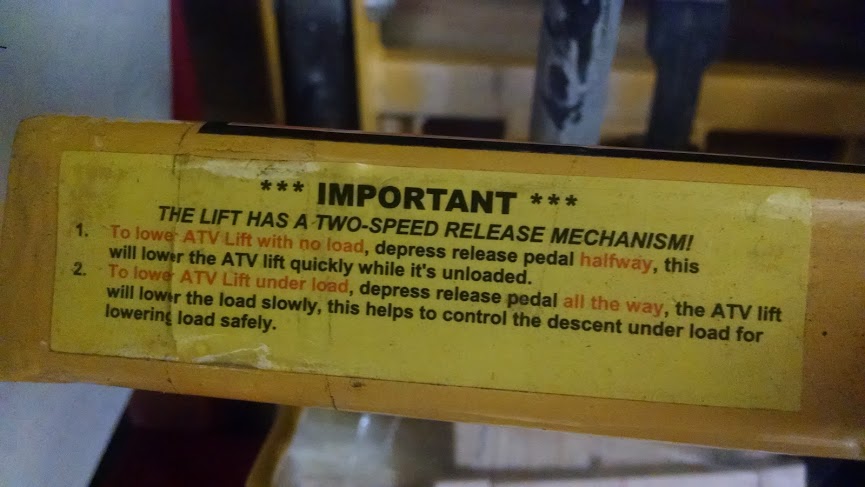 *** IMPORTANT ***
THE LIFT HAS A TWO-SPEED RELEASE MECHANISM!
1. To lower ATV Lift with no load, depress release pedal halfway, this
will lower the ATV lift quickly while it's unloaded.
2. To lower ATV Lift under load, depress release pedal all the way, the ATV lift
will lower the load slowly, this helps to control the descent under load for
lowering load safely.